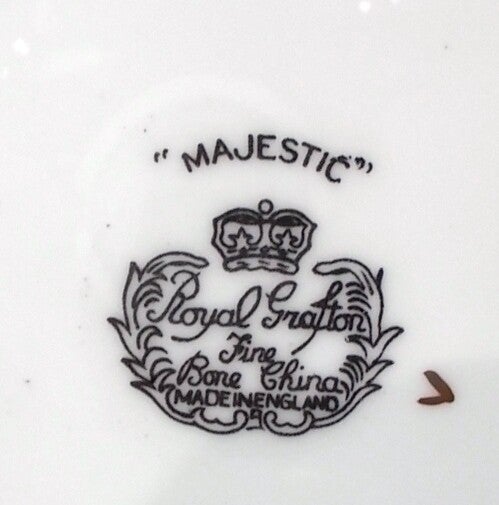 "MAJESTIC"
Royal Grafton
Fine
Bone China
MADE IN ENGLAND